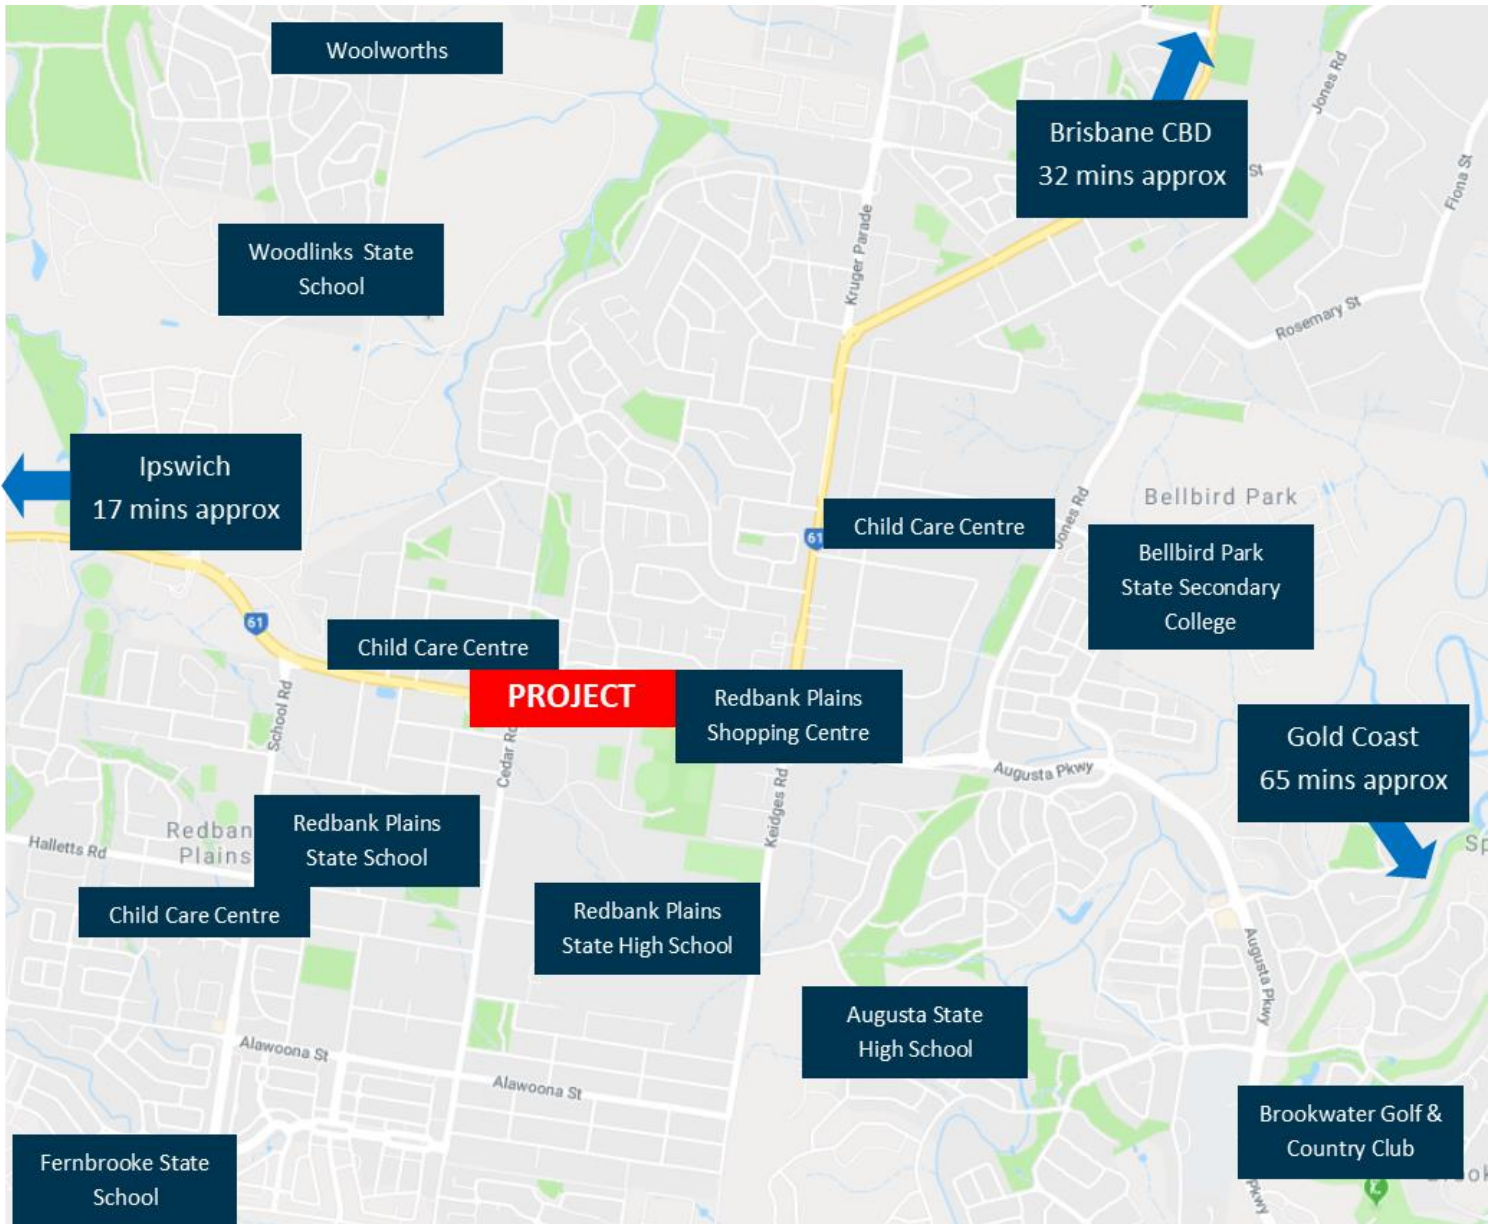 Woolworths
Brisbane CBD
32 mins approx
St
Jones Rd
Fiona St
Kruger Parade
Woodlinks State
School
Rosemary St
Ipswich
17 mins approx
Bellbird Park
Jones Rd
61
Child Care Centre
Bellbird Park
State Secondary
College
61
Child Care Centre
PROJECT
Redbank Plains
Shopping Centre
School Rd
Cedar Ro
Keidges Rd
Augusta Pkwy
Gold Coast
65 mins approx
Sp
Redban
Plains
Halletts Rd
Redbank Plains
State School
Child Care Centre
Redbank Plains
State High School
Augusta Pkwy
Augusta State
High School
Alawoona St
Alawoona St
Brookwater Golf &
Country Club
Fernbrooke State
School
Pkwy